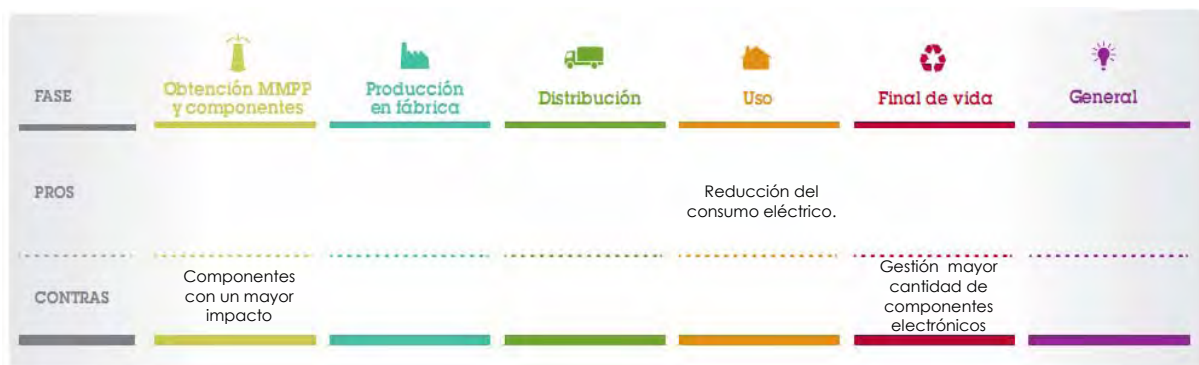 FASE
Obtención MMPP
y componentes
Producción
en fábrica
Distribución
Uso
Final de vida
General
PROS
Reducción del
consumo eléctrico.
CONTRAS
Componentes
con un mayor
impacto
Gestión mayor
cantidad de
componentes
electrónicos